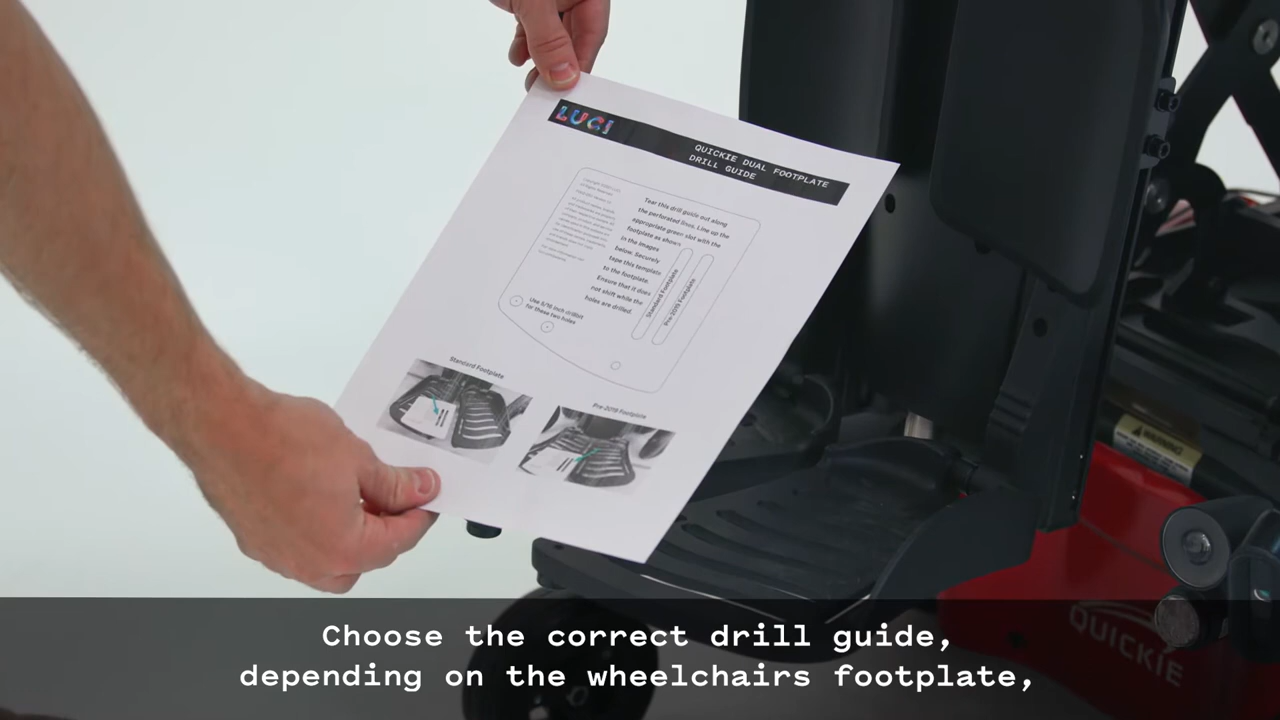 LUCI
QUICKIE DUAL FOOTPLATE
DRILL GUIDE
Tear this drill guide out along
the perforated lines. Line up the
appropriate green slot with the
footplate as shown
in the images
below. Securely
tape this template
to the footplate.
Ensure that it does
not shift while the
holes are drilled.
Standard Footplate
Pre-2019 Footplate
Use 5/16 inch drillbit
for these two holes
Standard Footplate
Pre-2019 Footplate
QUICKIE
Choose the correct drill guide,
depending on the wheelchairs footplate,